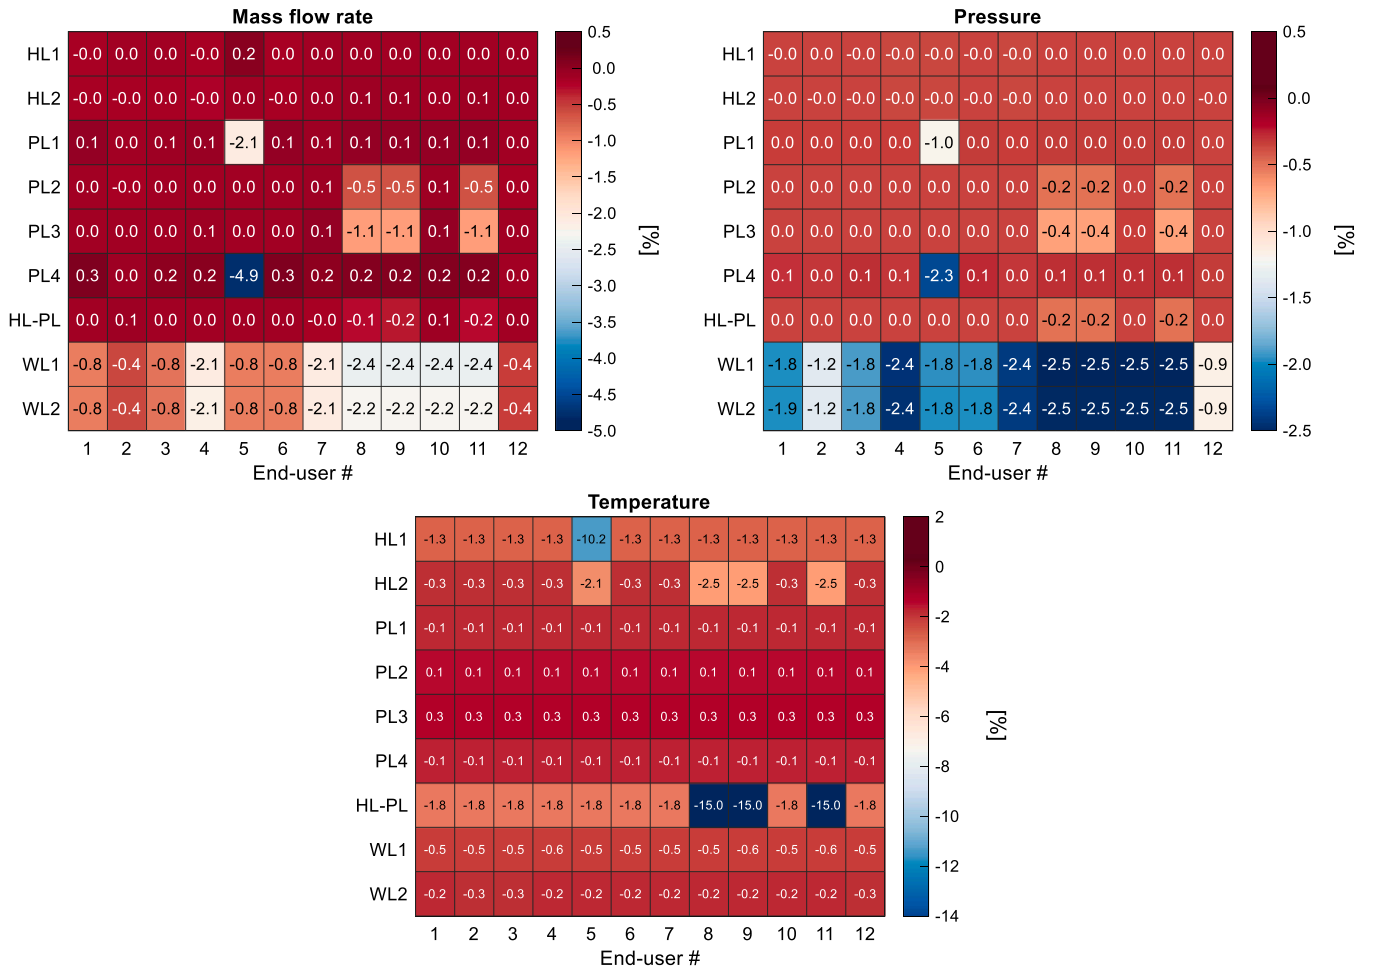 Mass flow rate
HL1 -0.0 0.0 0.0 -0.0 0.2 0.0 0.0 0.0 0.0 0.0 0.0 0.0
HL2 -0.0 -0.0 0.0 -0.0 0.0 -0.0 0.0 0.1 0.1 0.0 0.1 0.0
PL1 0.1 0.0 0.1 0.1 -2.1 0.1 0.1 0.1 0.1 0.1 0.1 0.0
PL2 0.0 -0.0 0.0 0.0 0.0 0.0 0.1 -0.5 -0.5 0.1 -0.5 0.0
PL3 0.0 0.0 0.0 0.1 0.0 0.0 0.1 -1.1 -1.1 0.1 -1.1 0.0
PL4 0.3 0.0 0.2 0.2 -4.9 0.3 0.2 0.2 0.2 0.2 0.2 0.0
HL-PL 0.0 0.1 0.0 0.0 0.0 0.0 -0.0 -0.1 -0.2 0.1 -0.2 0.0
WL1 -0.8 -0.4 -0.8 -2.1 -0.8 -0.8 -2.1 -2.4 -2.4 -2.4 -2.4 -0.4
WL2 -0.8 -0.4 -0.8 -2.1 -0.8 -0.8 -2.1 -2.2 -2.2 -2.2 -2.2 -0.4
1 2 3 4 5 6 7 8 9 10 11 12
End-user #
0.5
0.0
-0.5
-1.0
-1.5
-2.0
-2.5
-3.0
-3.5
-4.0
-4.5
-5.0
[%]
Pressure
HL1 -0.0 0.0 0.0 -0.0 -0.0 0.0 0.0 0.0 0.0 0.0 0.0 0.0
HL2 -0.0 -0.0 -0.0 -0.0 -0.0 -0.0 -0.0 0.0 0.0 0.0 0.0 -0.0
PL1 0.0 0.0 0.0 0.0 -1.0 0.0 0.0 0.0 0.0 0.0 0.0 0.0
PL2 0.0 0.0 0.0 0.0 0.0 0.0 0.0 -0.2 -0.2 0.0 -0.2 0.0
PL3 0.0 0.0 0.0 0.0 0.0 0.0 0.0 -0.4 -0.4 0.0 -0.4 0.0
PL4 0.1 0.0 0.1 0.1 -2.3 0.1 0.0 0.1 0.1 0.1 0.1 0.0
HL-PL 0.0 0.0 0.0 0.0 0.0 0.0 0.0 -0.2 -0.2 0.0 -0.2 0.0
WL1 -1.8 -1.2 -1.8 -2.4 -1.8 -1.8 -2.4 -2.5 -2.5 -2.5 -2.5 -0.9
WL2 -1.9 -1.2 -1.8 -2.4 -1.8 -1.8 -2.4 -2.5 -2.5 -2.5 -2.5 -0.9
1 2 3 4 5 6 7 8 9 10 11 12
End-user #
0.5
0.0
-0.5
-1.0
-1.5
-2.0
-2.5
[%]
Temperature
HL1 -1.3 -1.3 -1.3 -1.3 -10.2 -1.3 -1.3 -1.3 -1.3 -1.3 -1.3 -1.3
HL2 -0.3 -0.3 -0.3 -0.3 -2.1 -0.3 -0.3 -2.5 -2.5 -0.3 -2.5 -0.3
PL1 -0.1 -0.1 -0.1 -0.1 -0.1 -0.1 -0.1 -0.1 -0.1 -0.1 -0.1 -0.1
PL2 0.1 0.1 0.1 0.1 0.1 0.1 0.1 0.1 0.1 0.1 0.1 0.1
PL3 0.3 0.3 0.3 0.3 0.3 0.3 0.3 0.3 0.3 0.3 0.3 0.3
PL4 -0.1 -0.1 -0.1 -0.1 -0.1 -0.1 -0.1 -0.1 -0.1 -0.1 -0.1 -0.1
HL-PL -1.8 -1.8 -1.8 -1.8 -1.8 -1.8 -1.8 -15.0 -15.0 -1.8 -15.0 -1.8
WL1 -0.5 -0.5 -0.5 -0.6 -0.5 -0.5 -0.5 -0.5 -0.6 -0.5 -0.6 -0.5
WL2 -0.2 -0.3 -0.3 -0.2 -0.2 -0.2 -0.2 -0.2 -0.2 -0.2 -0.2 -0.3
1 2 3 4 5 6 7 8 9 10 11 12
End-user #
2
0
-2
-4
-6
-8
-10
-12
-14
[%]